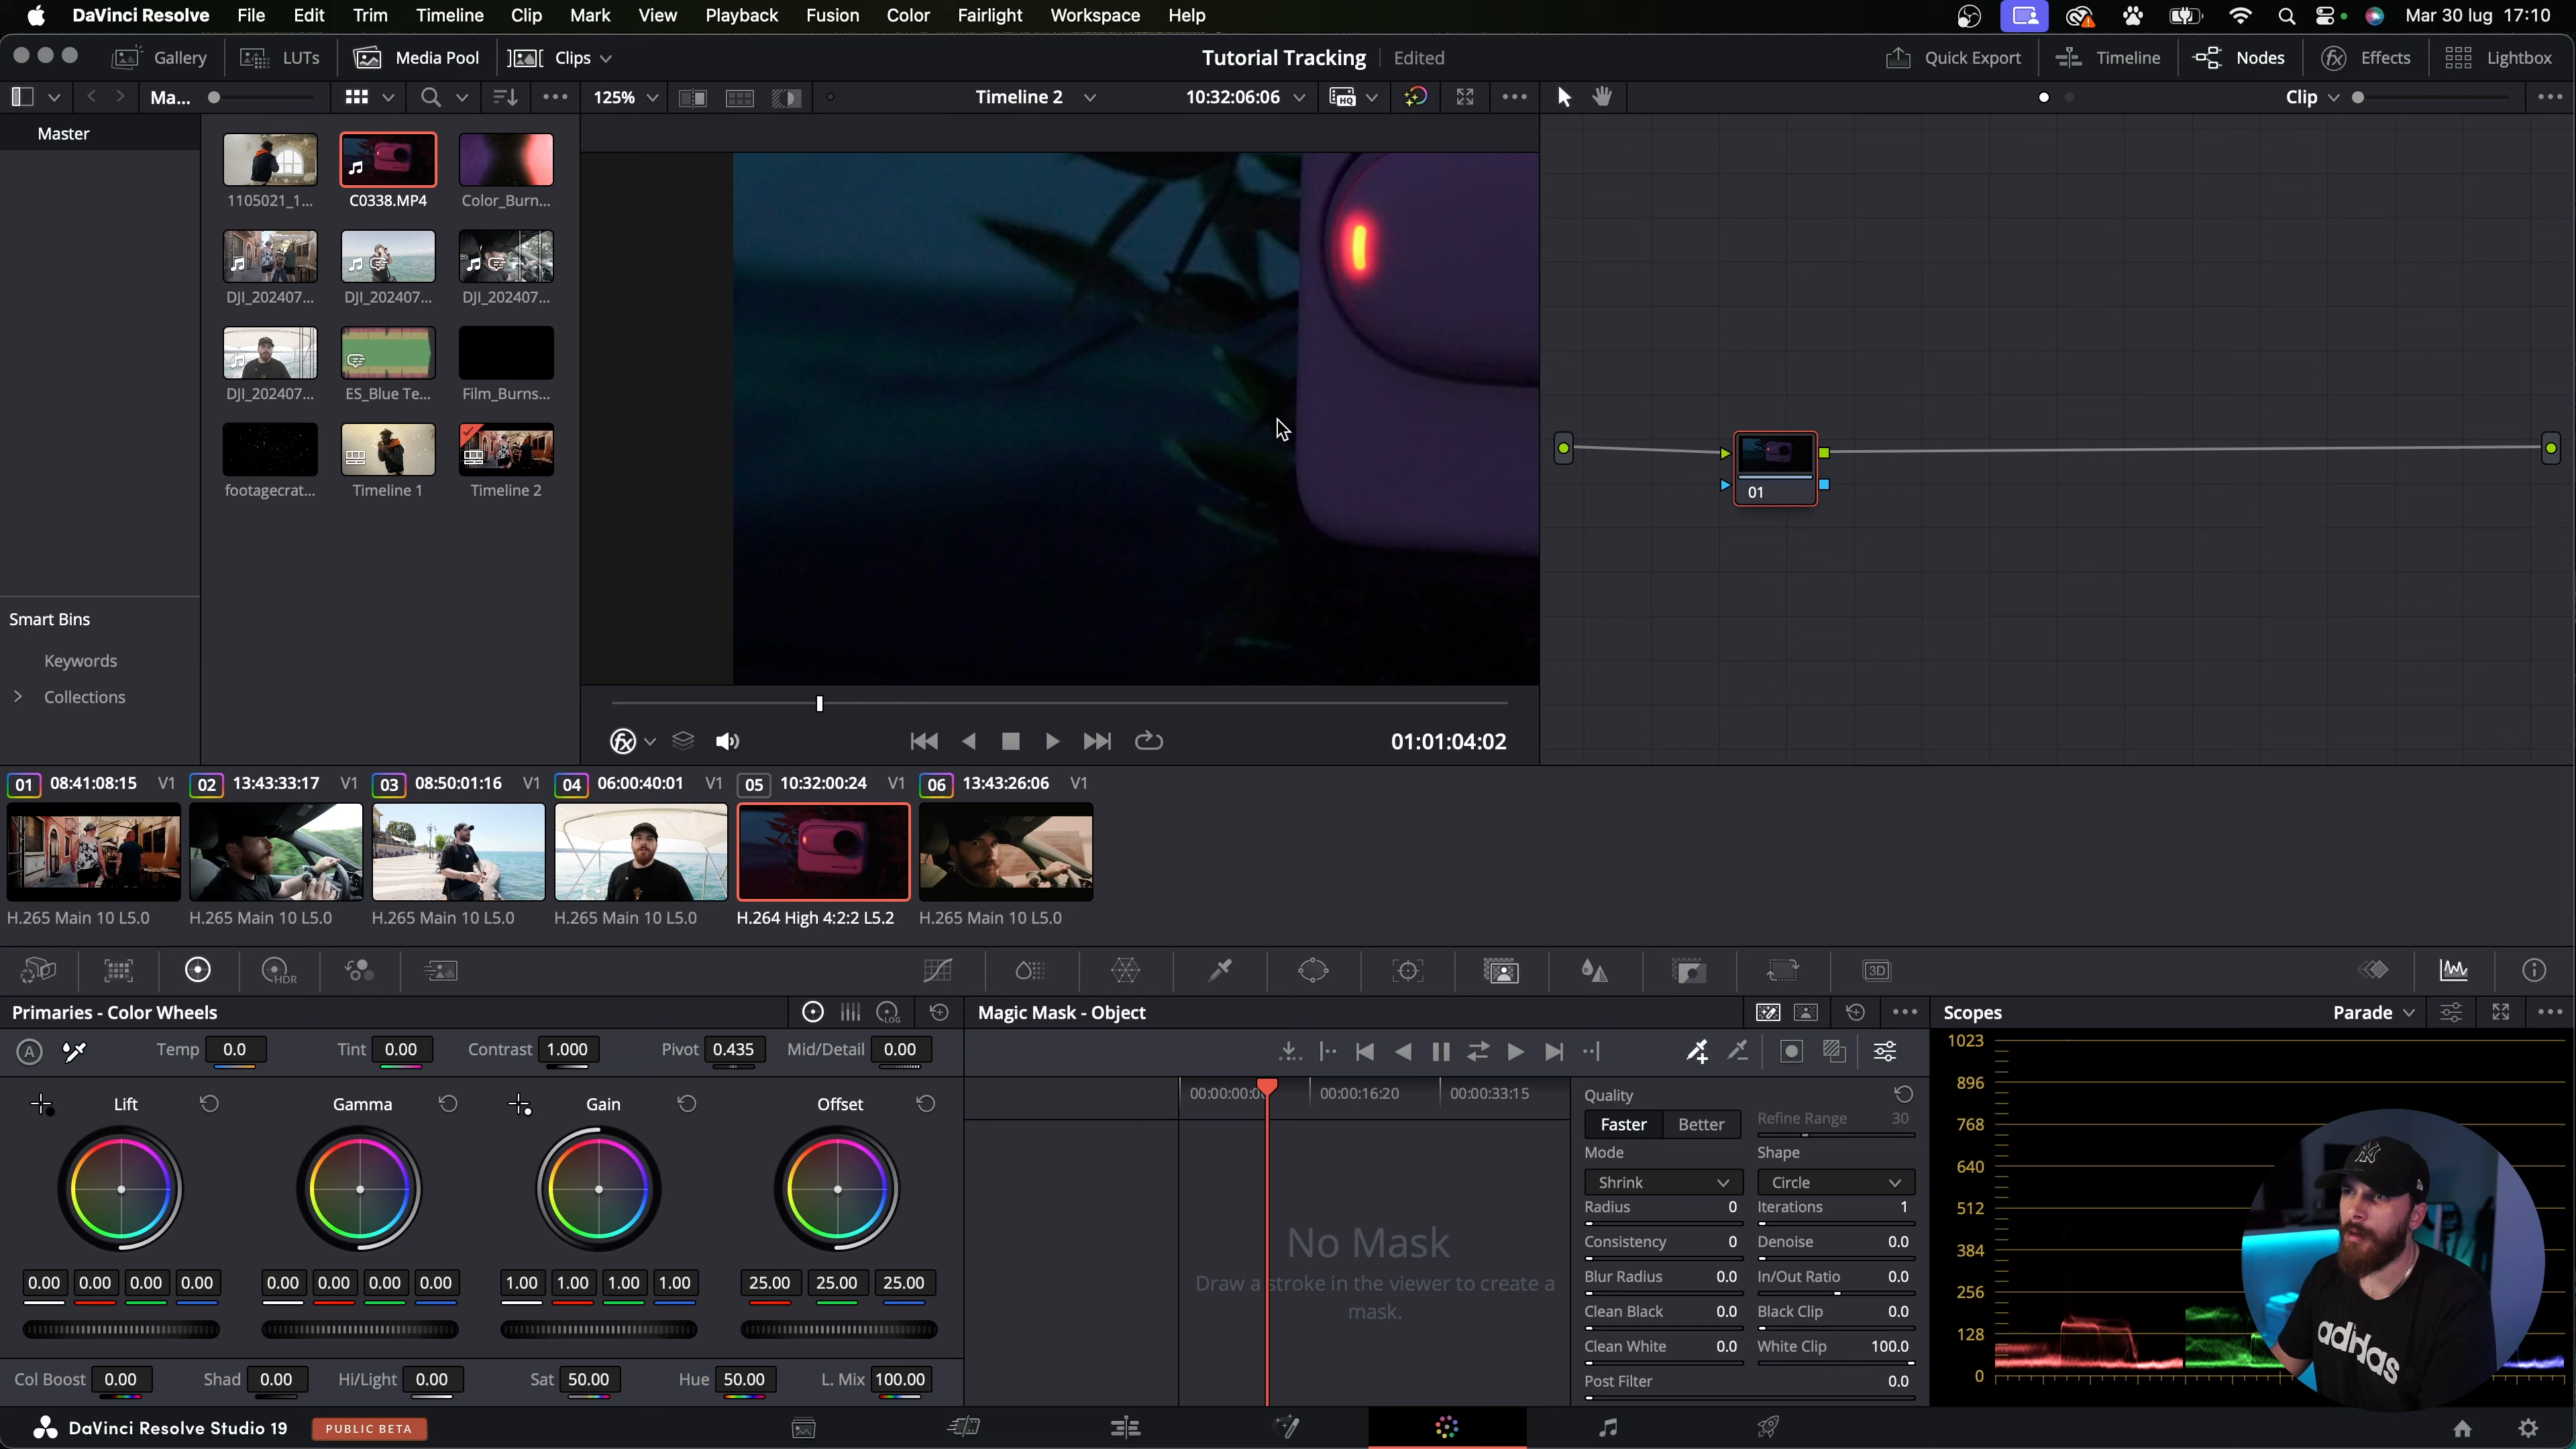 DaVinci Resolve File Edit Trim Timeline Clip Mark View Playback Fusion Color Fairlight Workspace Help Mar 30 lug 17:10
Gallery LUTs Media Pool Clips Tutorial Tracking Edited Quick Export Timeline Nodes Effects Lightbox
Ma... 125% Timeline 2 10:32:06:06 HQ Clip
Master
1105021_1... C0338.MP4 Color_Burn...
DJI_202407... DJI_202407... DJI_202407...
DJI_202407... ES_Blue Te... Film_Burns...
footagecrat... Timeline 1 Timeline 2
01
Smart Bins
Keywords
Collections
01:01:04:02
01 08:41:08:15 V1 02 13:43:33:17 V1 03 08:50:01:16 V1 04 06:00:40:01 V1 05 10:32:00:24 V1 06 13:43:26:06 V1
H.265 Main 10 L5.0 H.265 Main 10 L5.0 H.265 Main 10 L5.0 H.265 Main 10 L5.0 H.264 High 4:2:2 L5.2 H.265 Main 10 L5.0
HDR 3D
Primaries - Color Wheels LOG Magic Mask - Object Scopes Parade
A Temp 0.0 Tint 0.00 Contrast 1.000 Pivot 0.435 Mid/Detail 0.00
Lift Gamma Gain Offset
0.00 0.00 0.00 0.00 0.00 0.00 0.00 0.00 1.00 1.00 1.00 1.00 25.00 25.00 25.00
Col Boost 0.00 Shad 0.00 Hi/Light 0.00 Sat 50.00 Hue 50.00 L. Mix 100.00
00:00:00:0 00:00:16:20 00:00:33:15
No Mask
Draw a stroke in the viewer to create a
mask.
Quality
Faster Better Refine Range 30
Mode Shape
Shrink Circle
Radius 0 Iterations 1
Consistency 0 Denoise 0.0
Blur Radius 0.0 In/Out Ratio 0.0
Clean Black 0.0 Black Clip 0.0
Clean White 0.0 White Clip 100.0
Post Filter 0.0
1023
896
768
640
512
384
256
128
0
adidas
DaVinci Resolve Studio 19 PUBLIC BETA